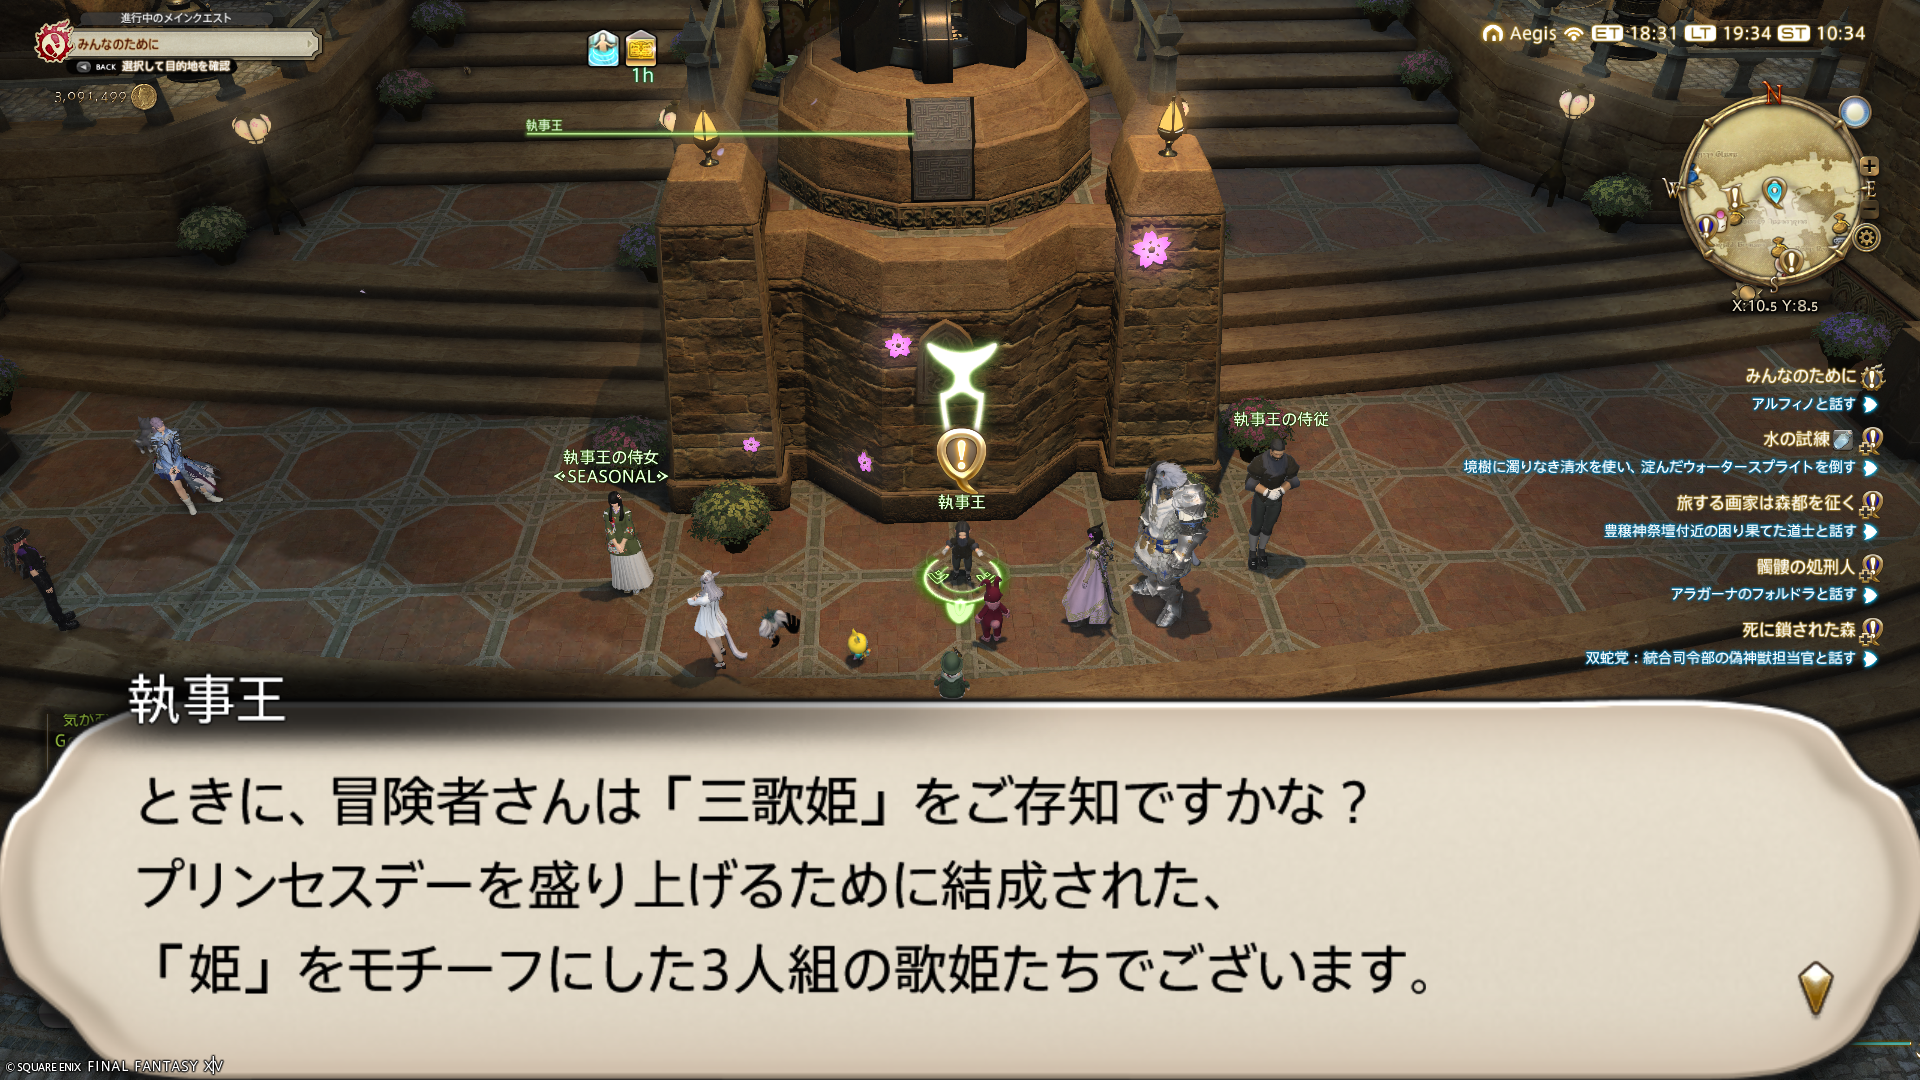 進行中のメインクエスト
みんなのために
BACK 選択して目的地を確認
3,091,499
1h
執事王
Aegis ET 18:31 LT 19:34 ST 10:34
N
W
E
S
X:10.5 Y:8.5
みんなのために
アルフィノと話す
水の試練
境樹に濁りなき清水を使い、淀んだウォータースプライトを倒す
旅する画家は森都を征く
豊穣神祭壇付近の困り果てた道士と話す
髑髏の処刑人
アラガーナのフォルドラと話す
死に鎖された森
双蛇党：統合司令部の偽神獣担当官と話す
執事王の侍従
執事王の侍女
<SEASONAL>
執事王
気が
G
執事王
ときに、冒険者さんは「三歌姫」をご存知ですかな？
プリンセスデーを盛り上げるために結成された、
「姫」をモチーフにした3人組の歌姫たちでございます。
© SQUARE ENIX FINAL FANTASY XIV